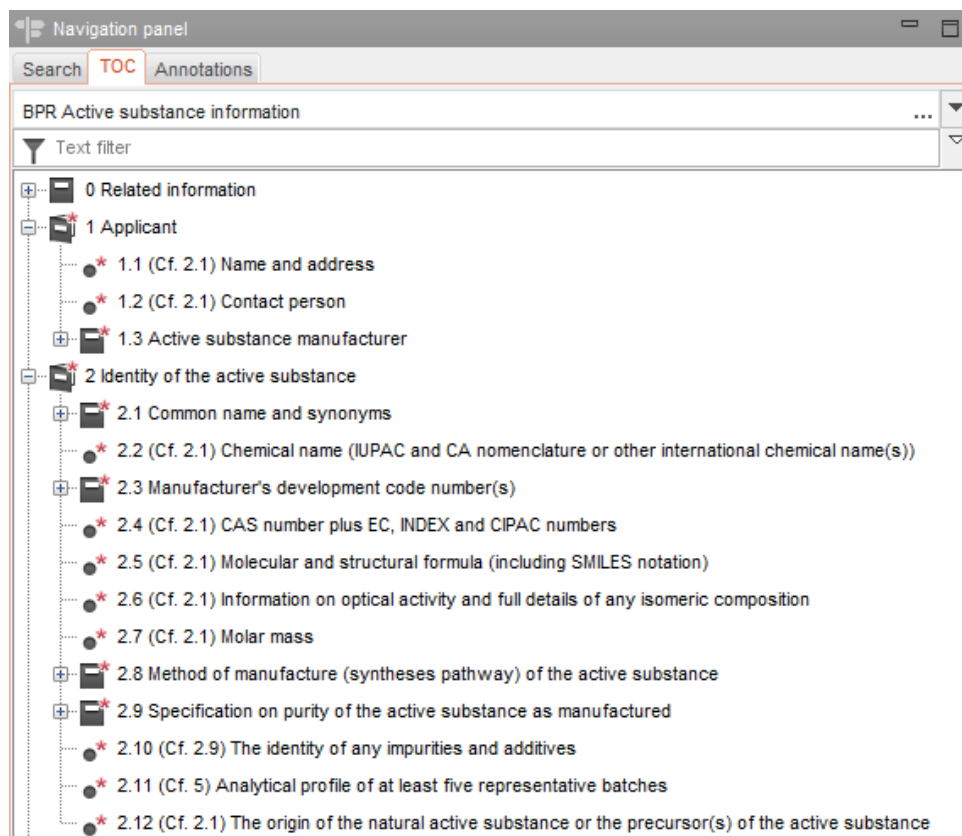 Navigation panel
Search TOC Annotations
BPR Active substance information ...
Text filter
0 Related information
1 Applicant
1.1 (Cf. 2.1) Name and address
1.2 (Cf. 2.1) Contact person
1.3 Active substance manufacturer
2 Identity of the active substance
2.1 Common name and synonyms
2.2 (Cf. 2.1) Chemical name (IUPAC and CA nomenclature or other international chemical name(s))
2.3 Manufacturer's development code number(s)
2.4 (Cf. 2.1) CAS number plus EC, INDEX and CIPAC numbers
2.5 (Cf. 2.1) Molecular and structural formula (including SMILES notation)
2.6 (Cf. 2.1) Information on optical activity and full details of any isomeric composition
2.7 (Cf. 2.1) Molar mass
2.8 Method of manufacture (syntheses pathway) of the active substance
2.9 Specification on purity of the active substance as manufactured
2.10 (Cf. 2.9) The identity of any impurities and additives
2.11 (Cf. 5) Analytical profile of at least five representative batches
2.12 (Cf. 2.1) The origin of the natural active substance or the precursor(s) of the active substance